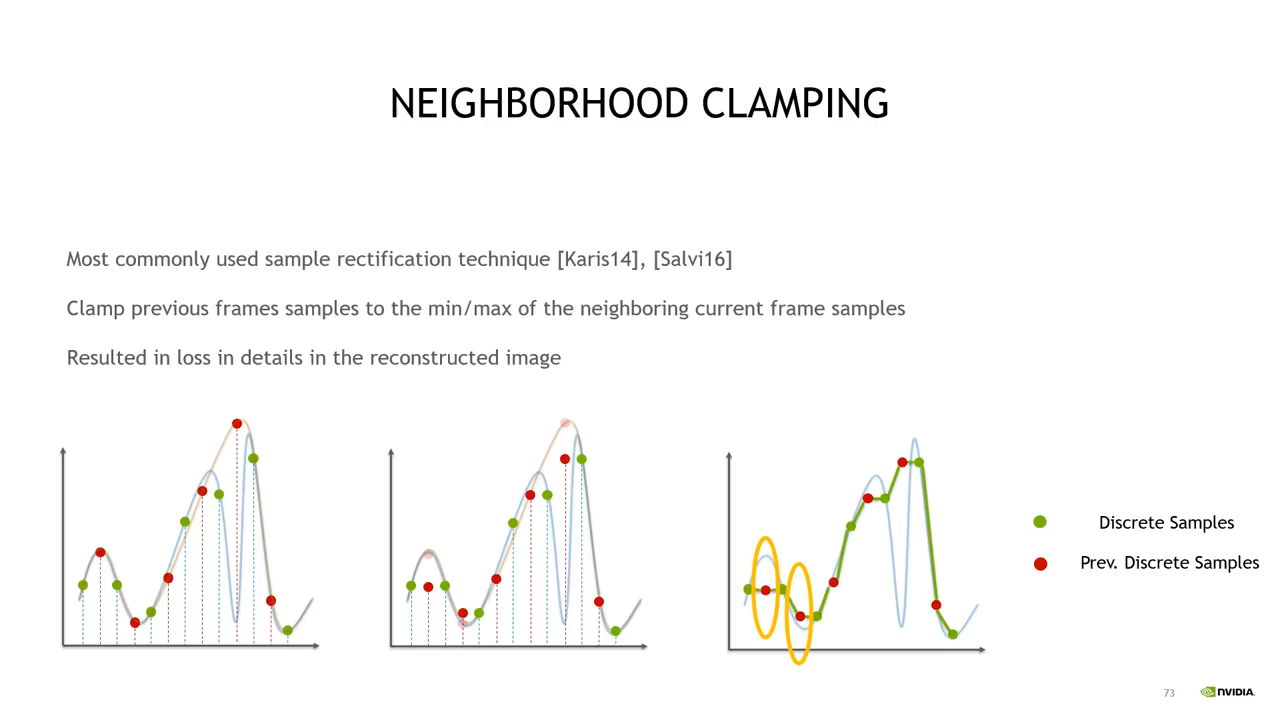 NEIGHBORHOOD CLAMPING
Most commonly used sample rectification technique [Karis14], [Salvi16]
Clamp previous frames samples to the min/max of the neighboring current frame samples
Resulted in loss in details in the reconstructed image
Discrete Samples
Prev. Discrete Samples
73
NVIDIA.